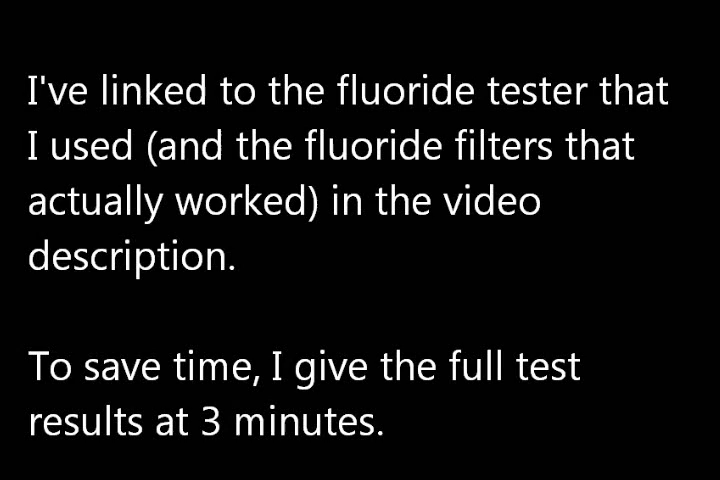 I've linked to the fluoride tester that
I used (and the fluoride filters that
actually worked) in the video
description.
To save time, I give the full test
results at 3 minutes.